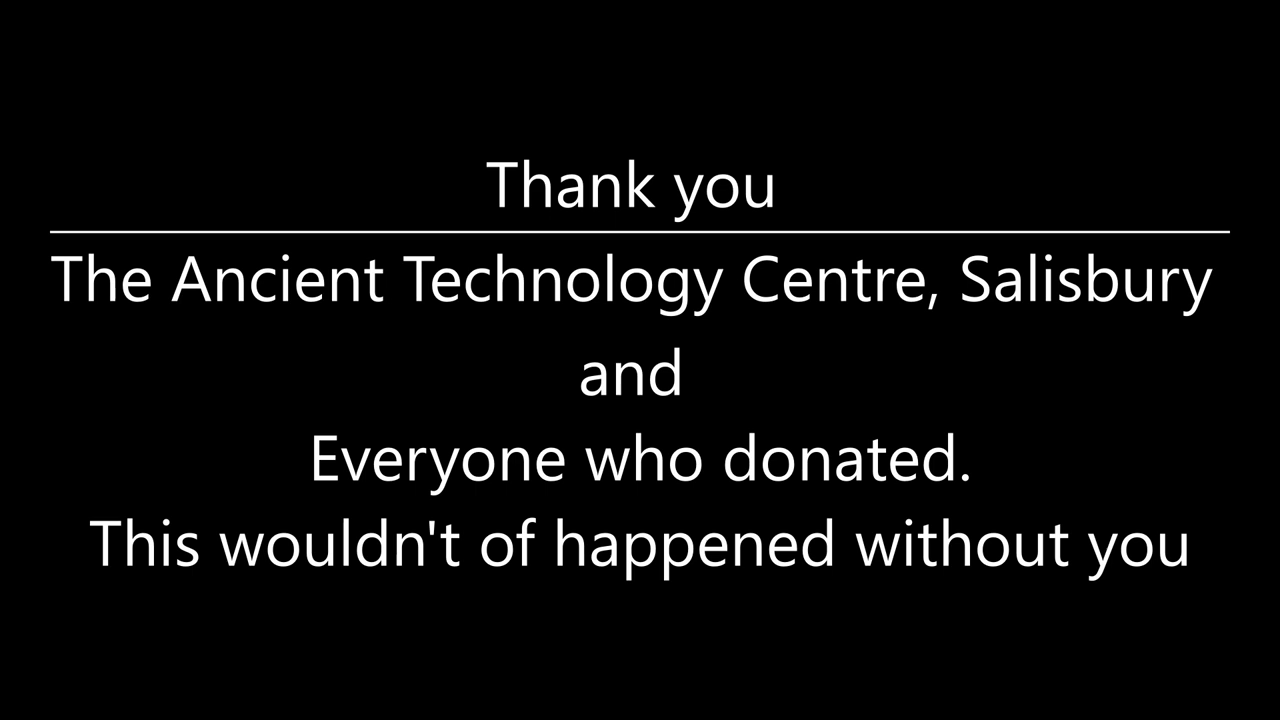 Thank you
The Ancient Technology Centre, Salisbury
and
Everyone who donated.
This wouldn't of happened without you